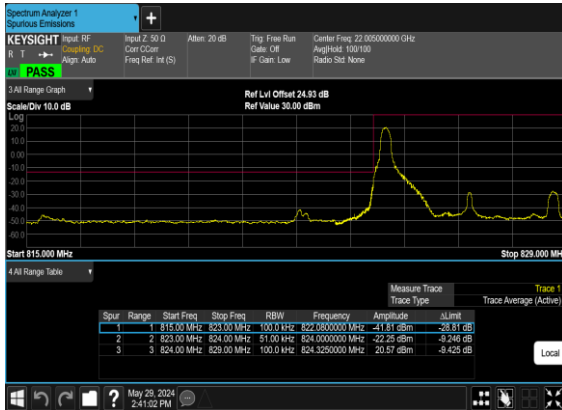 Spectrum Analyzer 1
Spurious Emissions
+
KEYSIGHT Input: RF Input Z: 50 Ω Atten: 20 dB Trig: Free Run Center Freq: 22.005000000 GHz
R T Coupling: DC Corr CCorr Gate: Off Avg|Hold: 100/100
Align: Auto Freq Ref: Int (S) IF Gain: Low Radio Std: None
LXI PASS
3 All Range Graph
Ref Lvl Offset 24.93 dB
Scale/Div 10.0 dB Ref Value 30.00 dBm
Log
20.0
10.0
0.00
-10.0
-20.0
-30.0
-40.0
-50.0
-60.0
Start 815.000 MHz Stop 829.000 MH
4 All Range Table
Measure Trace Trace 1
Trace Type Trace Average (Active)
Spur Range Start Freq Stop Freq RBW Frequency Amplitude ΔLimit
1 1 815.00 MHz 823.00 MHz 100.0 kHz 822.0800000 MHz -41.81 dBm -28.81 dB
2 2 823.00 MHz 824.00 MHz 51.00 kHz 824.0000000 MHz -22.25 dBm -9.246 dB
3 3 824.00 MHz 829.00 MHz 100.0 kHz 824.3250000 MHz 20.57 dBm -9.425 dB
Local
?
May 29, 2024
2:41:02 PM